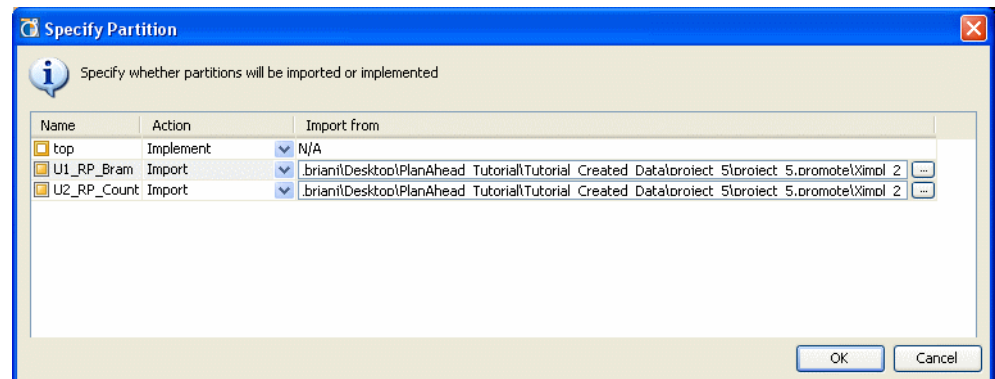 Specify Partition
Specify whether partitions will be imported or implemented
Name Action Import from
top Implement N/A
U1_RP_Bram Import .briani\Desktop\PlanAhead_Tutorial\Tutorial_Created_Data\project_5\project_5.promote\Ximpl_2 ...
U2_RP_Count Import .briani\Desktop\PlanAhead_Tutorial\Tutorial_Created_Data\project_5\project_5.promote\Ximpl_2 ...
OK Cancel